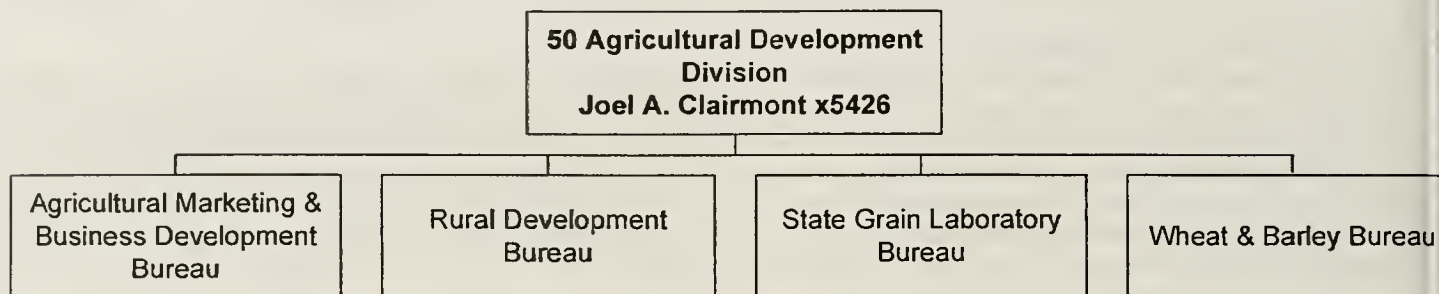 50 Agricultural Development
Division
Joel A. Clairmont x5426
Agricultural Marketing &
Business Development
Bureau
Rural Development
Bureau
State Grain Laboratory
Bureau
Wheat & Barley Bureau